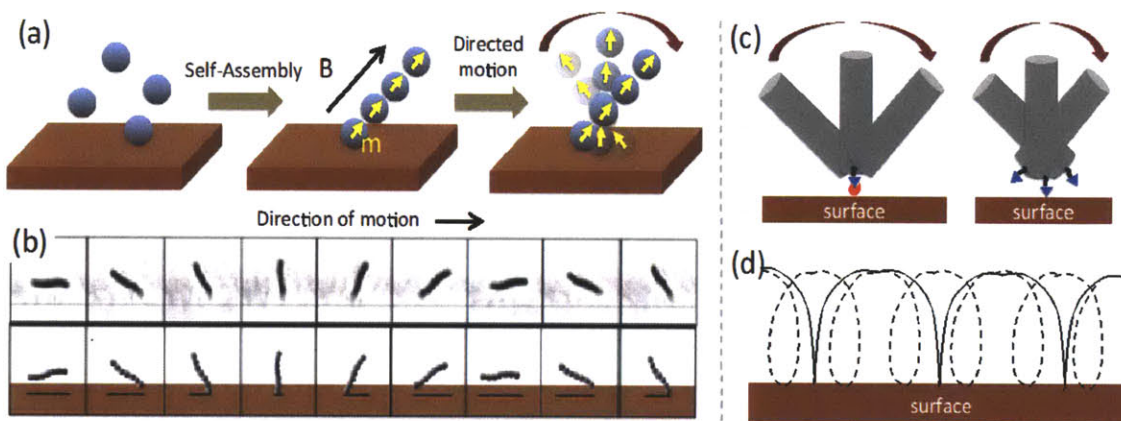 (a)
Self-Assembly
B
Directed
motion
m
Direction of motion
(b)
(c)
surface
surface
(d)
surface